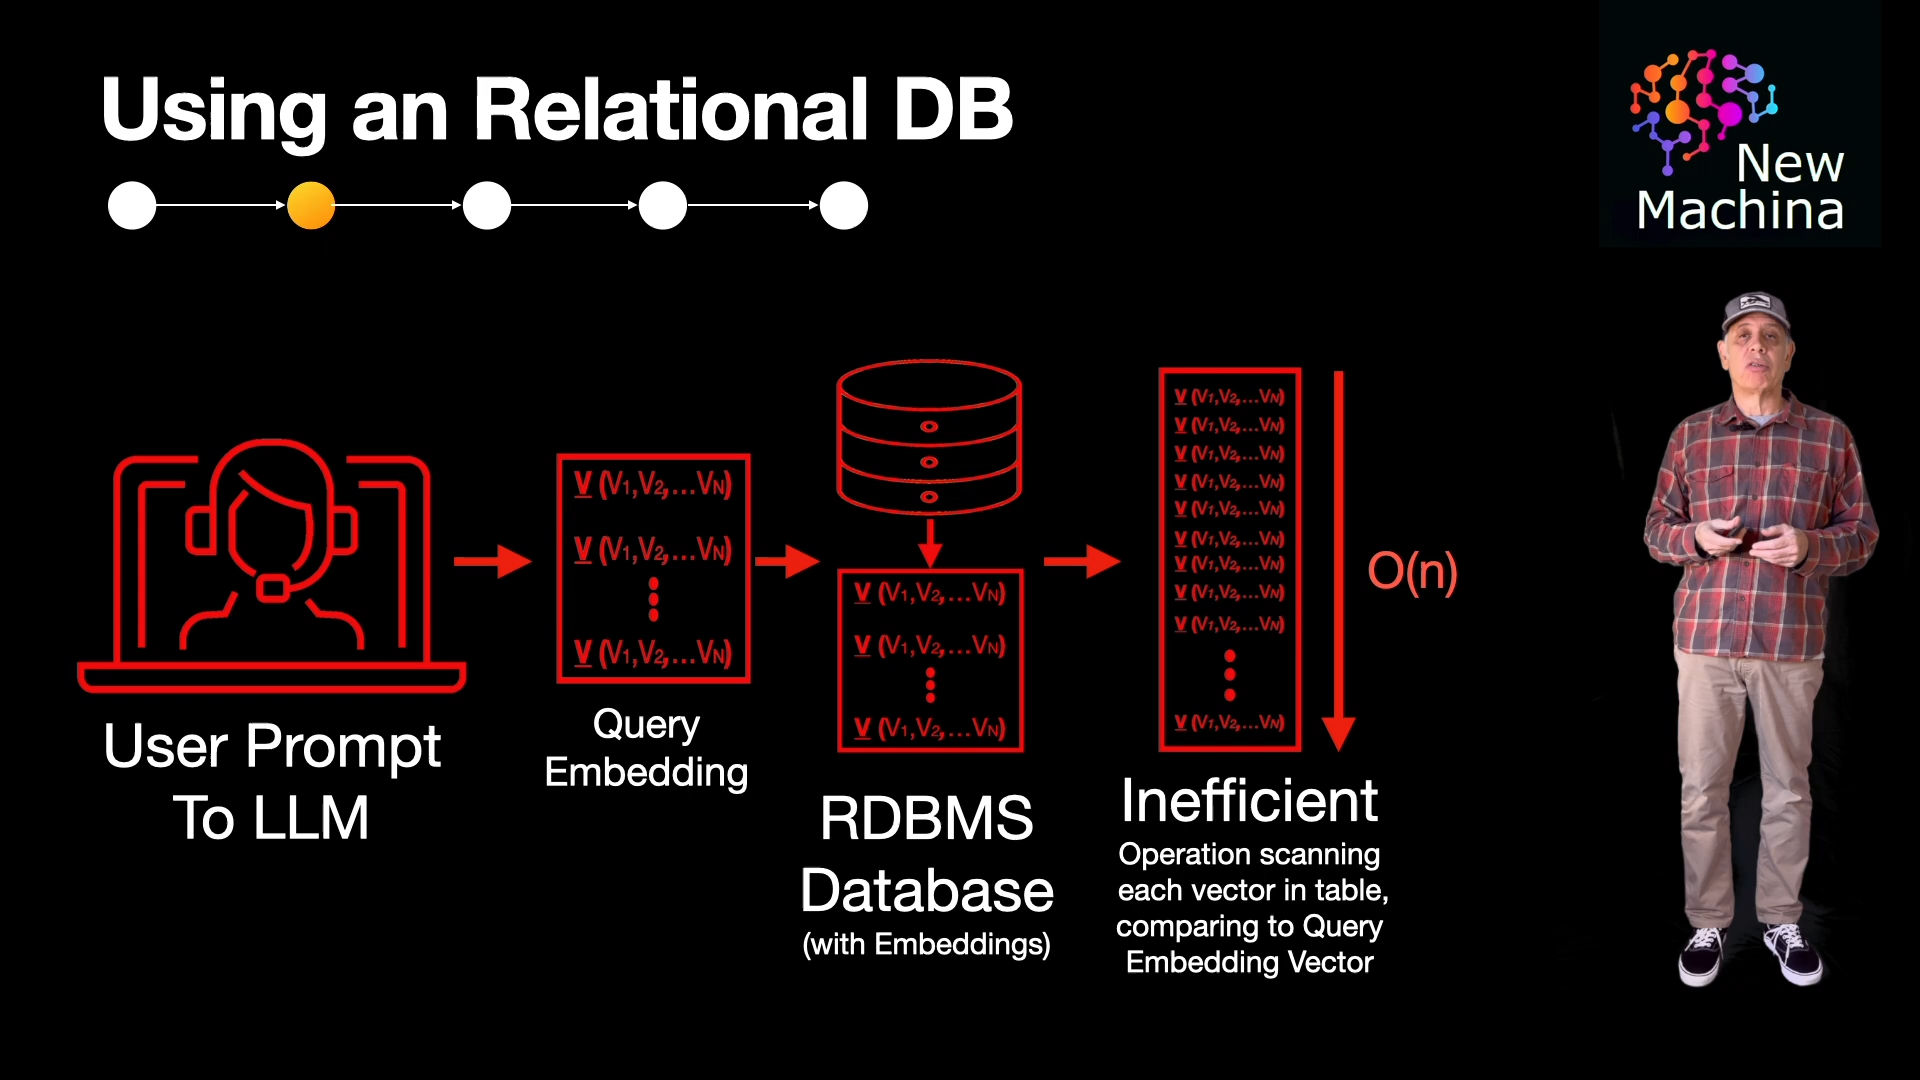 Using an Relational DB
New
Machina
V (V1,V2,...VN)
V (V1,V2,...VN)
V (V1,V2,...VN)
Query
Embedding
User Prompt
To LLM
V (V1,V2,...VN)
V (V1,V2,...VN)
V (V1,V2,...VN)
RDBMS
Database
(with Embeddings)
V (V1,V2,...VN)
V (V1,V2,...VN)
V (V1,V2,...VN)
V (V1,V2,...VN)
V (V1,V2,...VN)
V (V1,V2,...VN)
V (V1,V2,...VN)
V (V1,V2,...VN)
V (V1,V2,...VN)
V (V1,V2,...VN)
O(n)
Inefficient
Operation scanning
each vector in table,
comparing to Query
Embedding Vector